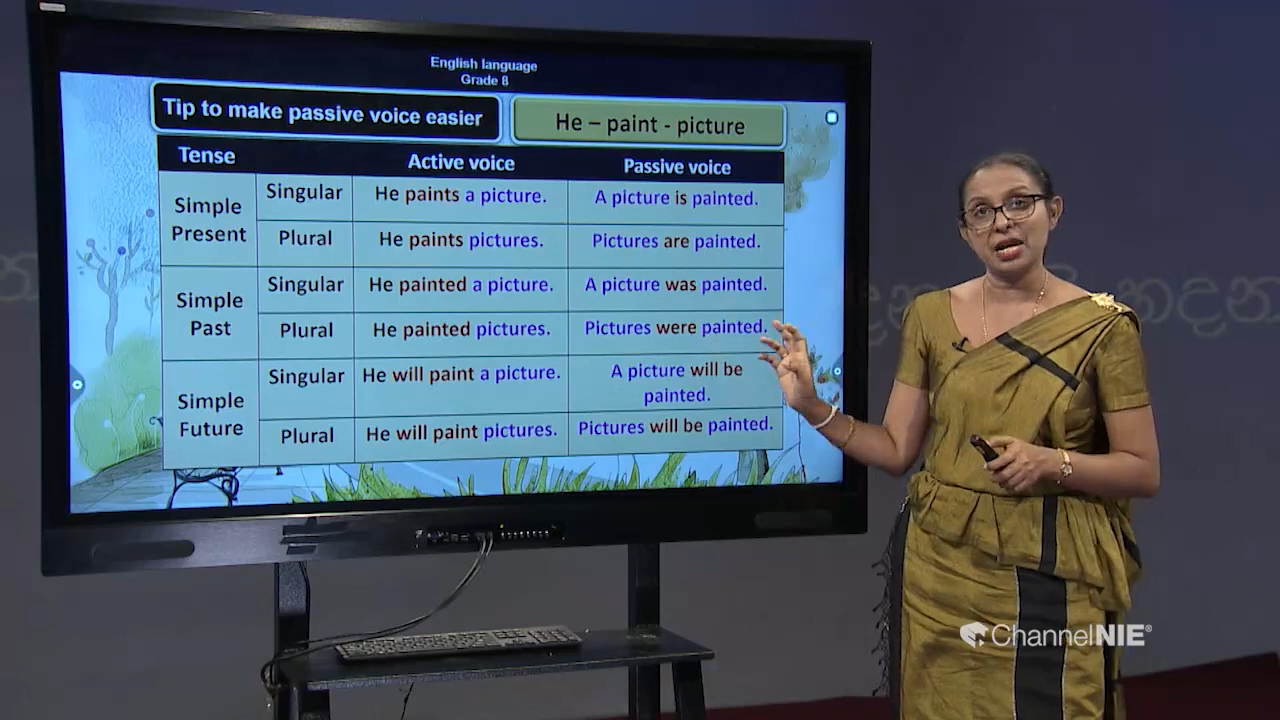 English language
Grade 8
Tip to make passive voice easier
He – paint - picture
Tense Active voice Passive voice
Simple Present
Singular He paints a picture. A picture is painted.
Plural He paints pictures. Pictures are painted.
Simple Past
Singular He painted a picture. A picture was painted.
Plural He painted pictures. Pictures were painted.
Simple Future
Singular He will paint a picture. A picture will be painted.
Plural He will paint pictures. Pictures will be painted.
ChannelNIE®